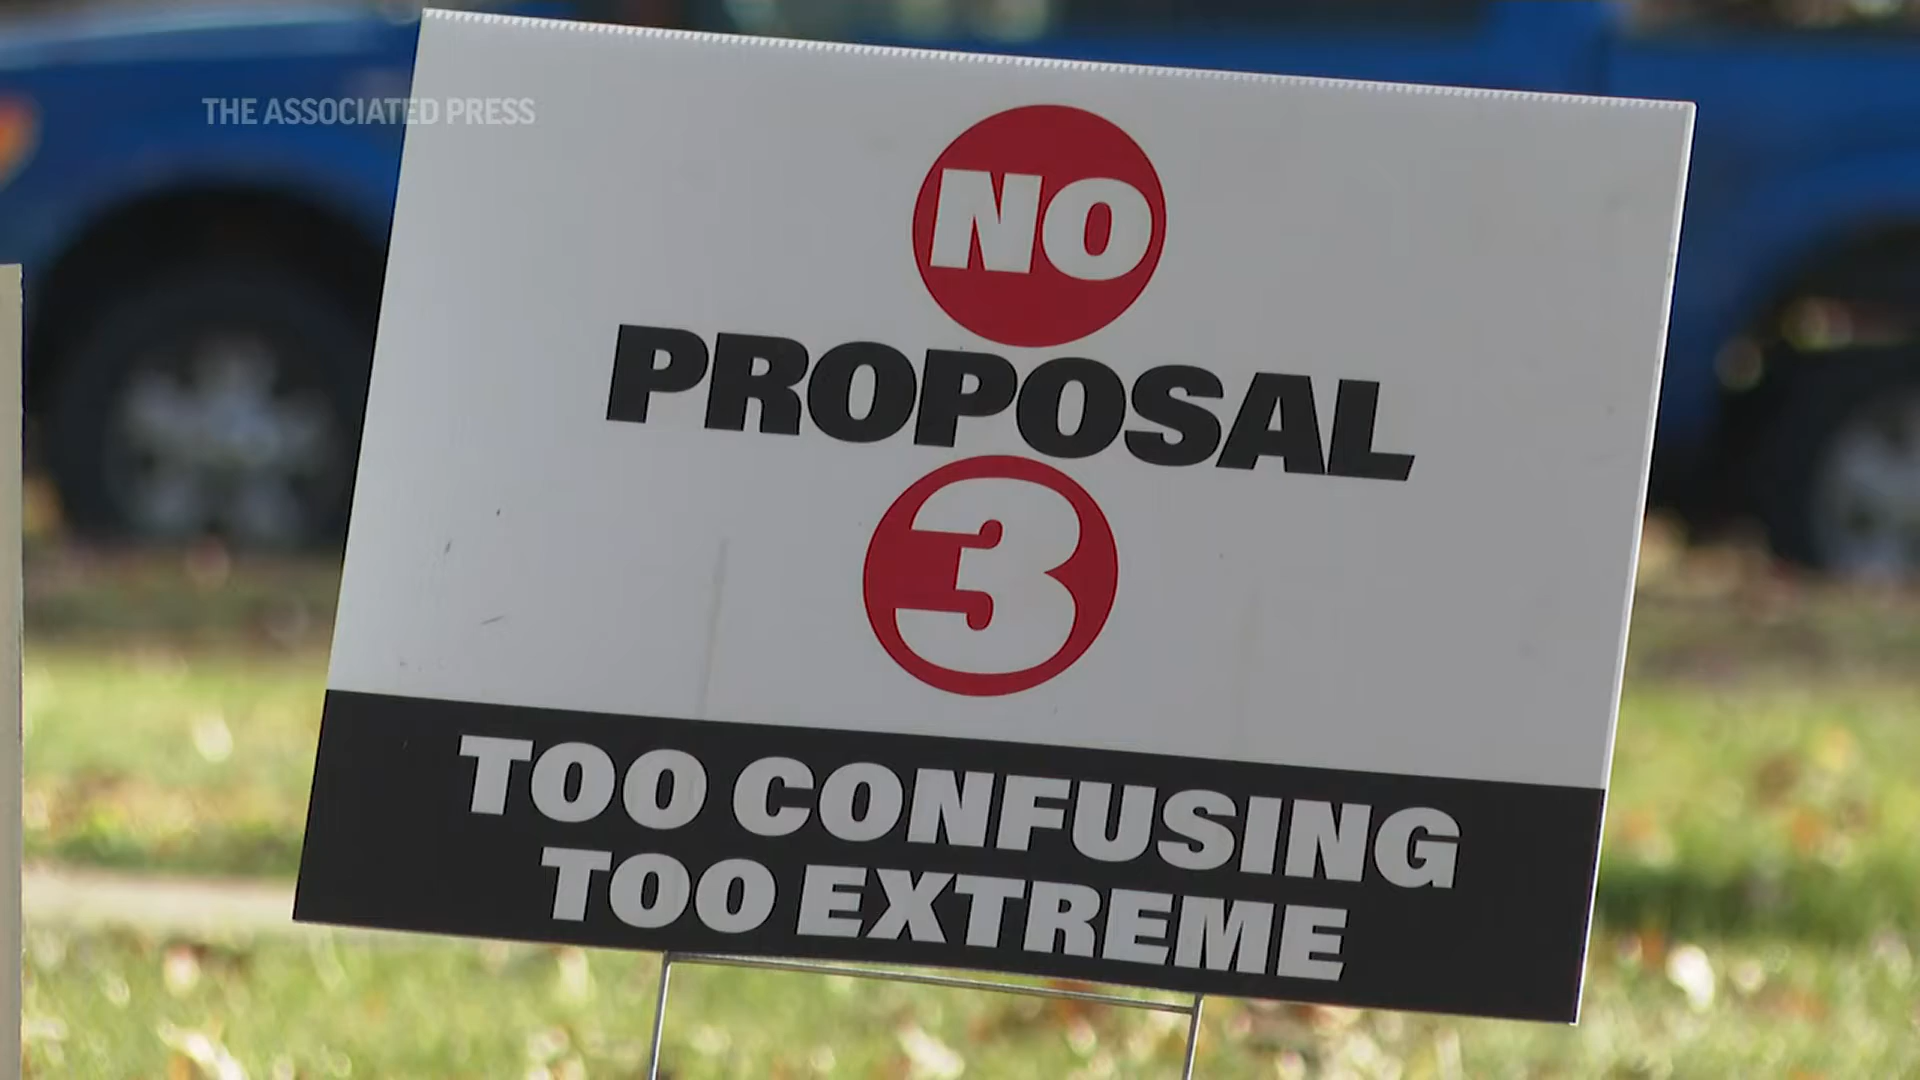 THE ASSOCIATED PRESS
NO
PROPOSAL
3
TOO CONFUSING
TOO EXTREME